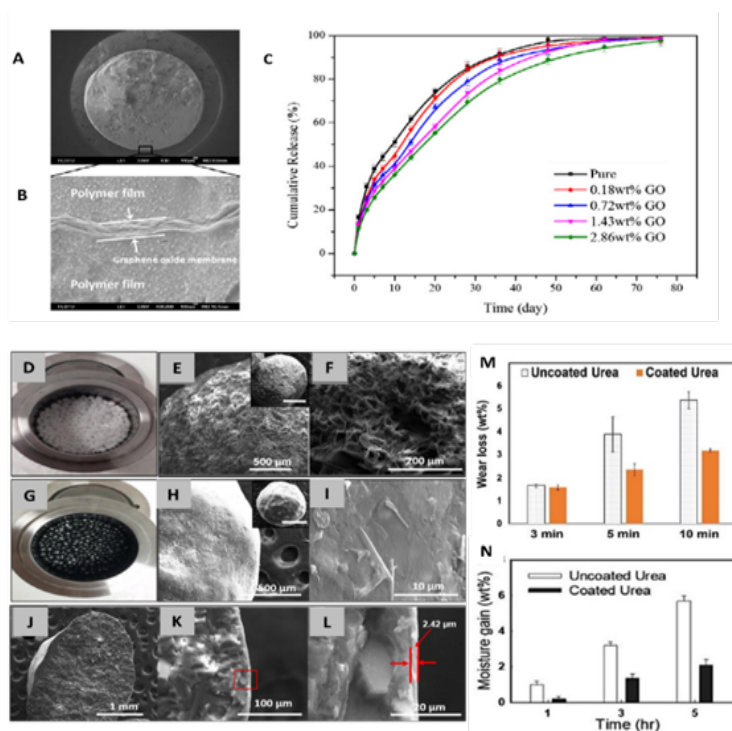 A
B
Polymer film
Graphene oxide membrane
Polymer film
C
Cumulative Release (%)
100
80
60
40
20
0
Pure
0.18wt% GO
0.72wt% GO
1.43wt% GO
2.86wt% GO
0 10 20 30 40 50 60 70 80
Time (day)
D
E
500 µm
F
200 µm
G
H
500 µm
I
10 µm
J
1 mm
K
100 µm
L
2.42 µm
20 µm
M
Uncoated Urea
Coated Urea
Wear loss (wt%)
6
5
4
3
2
1
0
3 min 5 min 10 min
N
Uncoated Urea
Coated Urea
Moisture gain (wt%)
6
4
2
0
1 3 5
Time (hr)